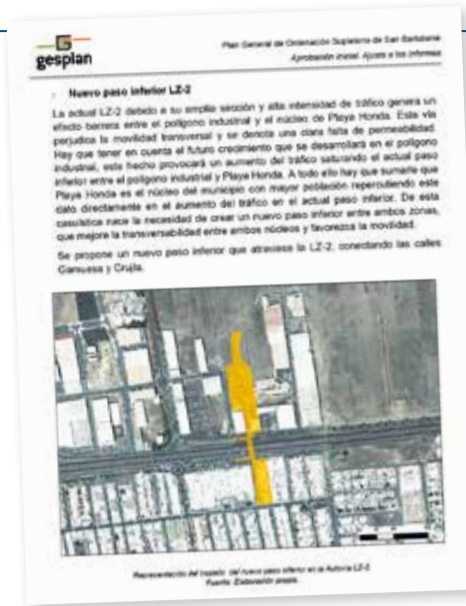 gesplan
Plan General de Ordenación Supletorio de San Bartolomé
Aprobación inicial. Ajuste a los informes
Nuevo paso inferior LZ-2
La actual LZ-2 debido a su amplia sección y alta intensidad de tráfico genera un
efecto barrera entre el polígono industrial y el núcleo de Playa Honda. Esta vía
perjudica la movilidad transversal y se denota una clara falta de permeabilidad.
Hay que tener en cuenta el futuro crecimiento que se desarrollará en el polígono
industrial, este hecho provocará un aumento del tráfico saturando el actual paso
inferior entre el polígono industrial y Playa Honda. A todo ello hay que sumarle que
Playa Honda es el núcleo del municipio con mayor población repercutiendo este
dato directamente en el aumento del tráfico en el actual paso inferior. De esta
casuística nace la necesidad de crear un nuevo paso inferior entre ambos zonas,
que mejore la transversabilidad entre ambos núcleos y favorezca la movilidad.
Se propone un nuevo paso inferior que atraviese la LZ-2, conectando las calles
Gamuesa y Crujía.
Representación del trazado del nuevo paso inferior en la Autovía LZ-2
Fuente: Elaboración propia.